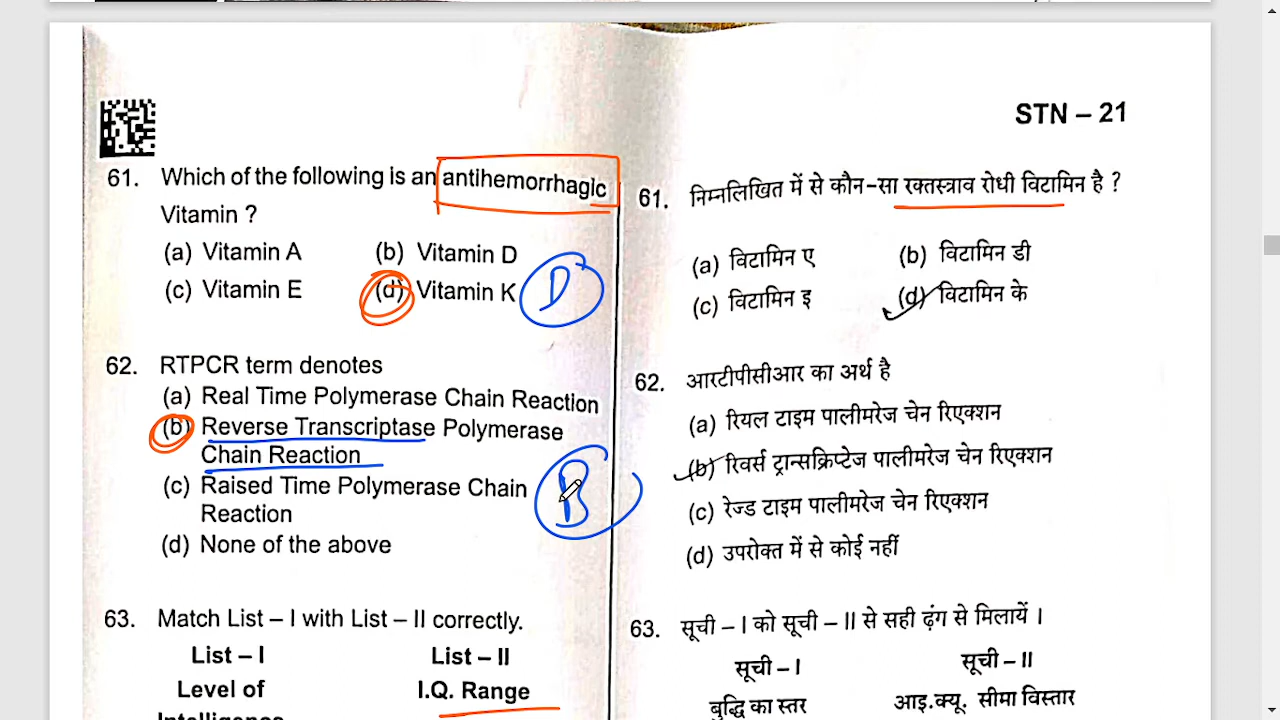 STN – 21
61. Which of the following is an antihemorrhagic
Vitamin ?
(a) Vitamin A (b) Vitamin D
(c) Vitamin E (d) Vitamin K D
62. RTPCR term denotes
(a) Real Time Polymerase Chain Reaction
(b) Reverse Transcriptase Polymerase
Chain Reaction
(c) Raised Time Polymerase Chain
Reaction
B
(d) None of the above
63. Match List – I with List – II correctly.
List – I List – II
Level of I.Q. Range
Intelligence
61. निम्नलिखित में से कौन-सा रक्तस्त्राव रोधी विटामिन है ?
(a) विटामिन ए (b) विटामिन डी
(c) विटामिन इ (d) विटामिन के
62. आरटीपीसीआर का अर्थ है
(a) रियल टाइम पालीमरेज चेन रिएक्शन
(b) रिवर्स ट्रान्सक्रिप्टेज पालीमरेज चेन रिएक्शन
(c) रेज्ड टाइम पालीमरेज चेन रिएक्शन
(d) उपरोक्त में से कोई नहीं
63. सूची – I को सूची – II से सही ढ़ंग से मिलायें ।
सूची – I सूची – II
बुद्धि का स्तर आइ.क्यू. सीमा विस्तार